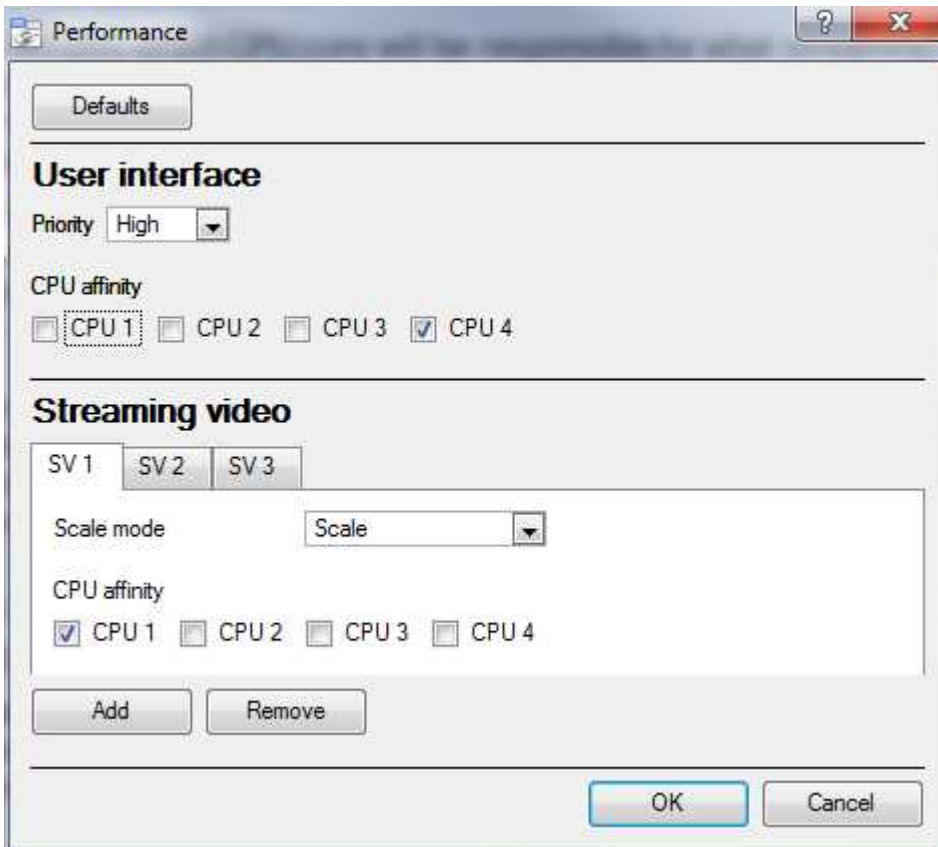 Performance
Defaults
User interface
Priority High
CPU affinity
CPU 1 CPU 2 CPU 3 CPU 4
Streaming video
SV 1 SV 2 SV 3
Scale mode Scale
CPU affinity
CPU 1 CPU 2 CPU 3 CPU 4
Add Remove
OK Cancel